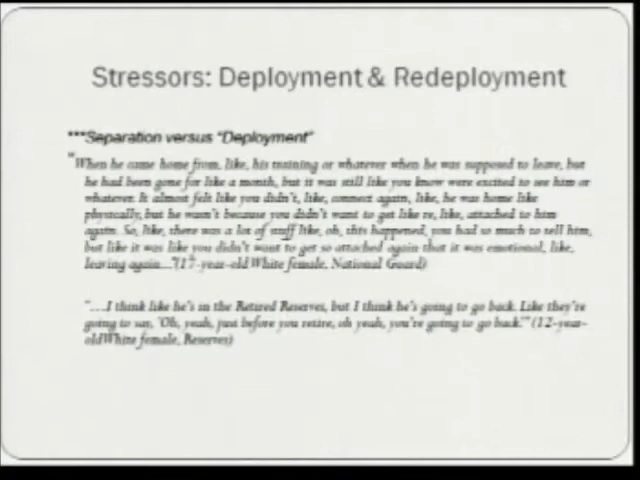 Stressors: Deployment & Redeployment
***Separation versus "Deployment"
"When he came home from, like, his training or whatever when he was supposed to leave, but
he had been gone for like a month, but it was still like you know were excited to see him or
whatever. It almost felt like you didn't, like, connect again, like, he was home like
physically, but he wasn't because you didn't want to get like re, like, attached to him
again. So, like, there was a lot of stuff like, oh, this happened, you had so much to tell him,
but like it was like you didn't want to get so attached again that it was emotional, like,
leaving again..."(17-year-old White female, National Guard)
"…I think like he's in the Retired Reserves, but I think he's going to go back. Like they're
going to say, 'Oh, yeah, just before you retire, oh yeah, you're going to go back.'" (12-year-
oldWhite female, Reserves)